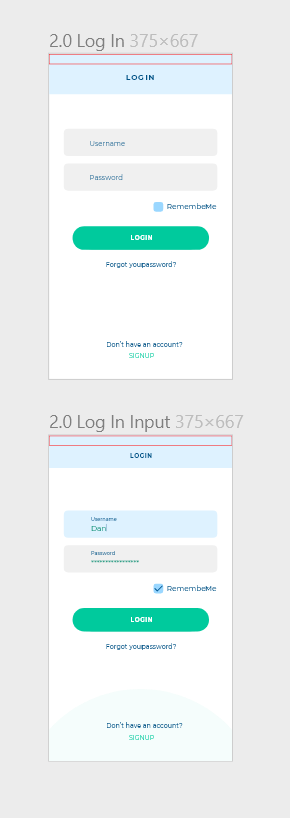 2.0 Log In 375×667
LOGIN
Username
Password
RemembeMe
LOGIN
Forgot youpassword?
Don't have an account?
SIGNUP
2.0 Log In Input 375×667
LOGIN
Username
Dani
Password
*****************
RemembeMe
LOGIN
Forgot youpassword?
Don't have an account?
SIGNUP